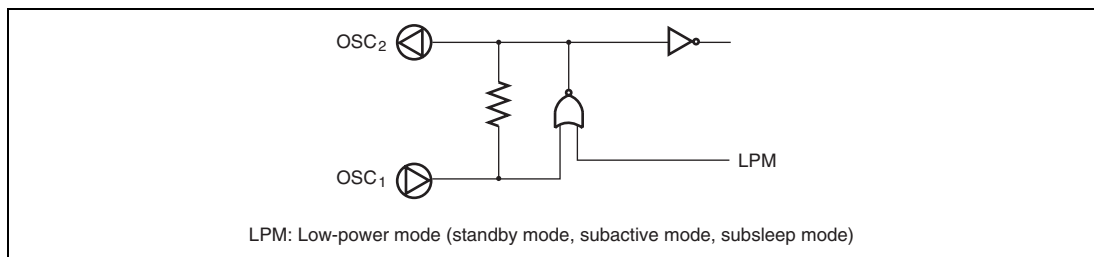 OSC2
LPM
OSC1
LPM: Low-power mode (standby mode, subactive mode, subsleep mode)